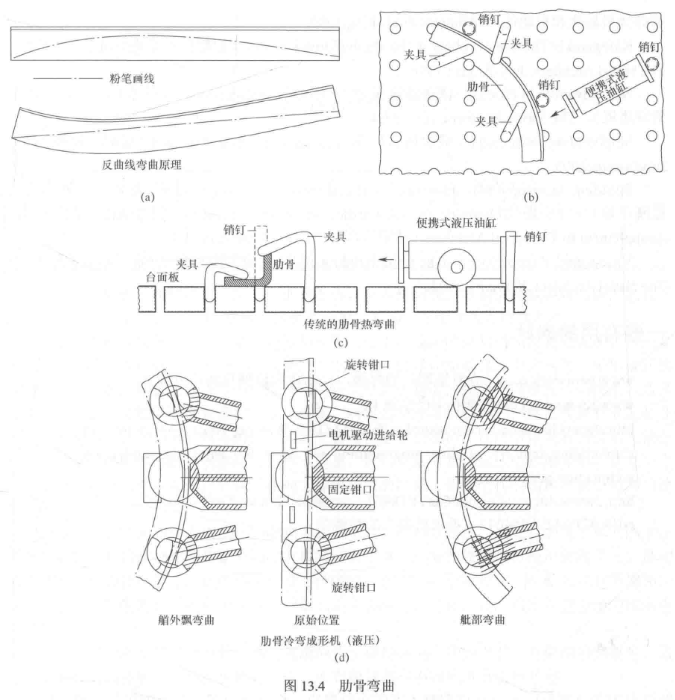 粉笔画线
反曲线弯曲原理
(a)
销钉
夹具
夹具
销钉
肋骨
销钉
便携式液
压油缸
夹具
(b)
便携式液压油缸
销钉
夹具
销钉
夹具
肋骨
台面板
传统的肋骨热弯曲
(c)
旋转钳口
电机驱动进给轮
固定钳口
旋转钳口
艏外飘弯曲
原始位置
舭部弯曲
肋骨冷弯成形机（液压）
(d)
图 13.4 肋骨弯曲